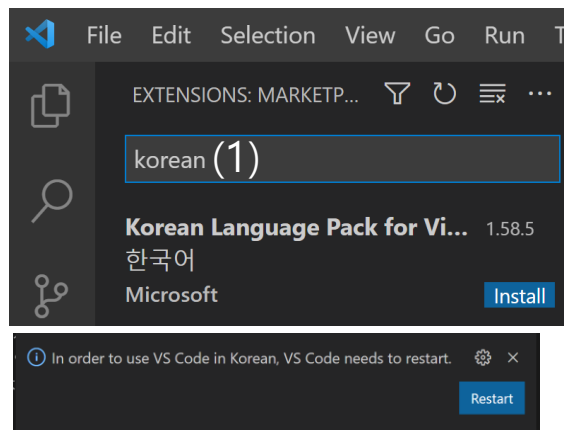 File Edit Selection View Go Run T
EXTENSIONS: MARKETP...
korean (1)
Korean Language Pack for Vi... 1.58.5
한국어
Microsoft Install
In order to use VS Code in Korean, VS Code needs to restart.
Restart